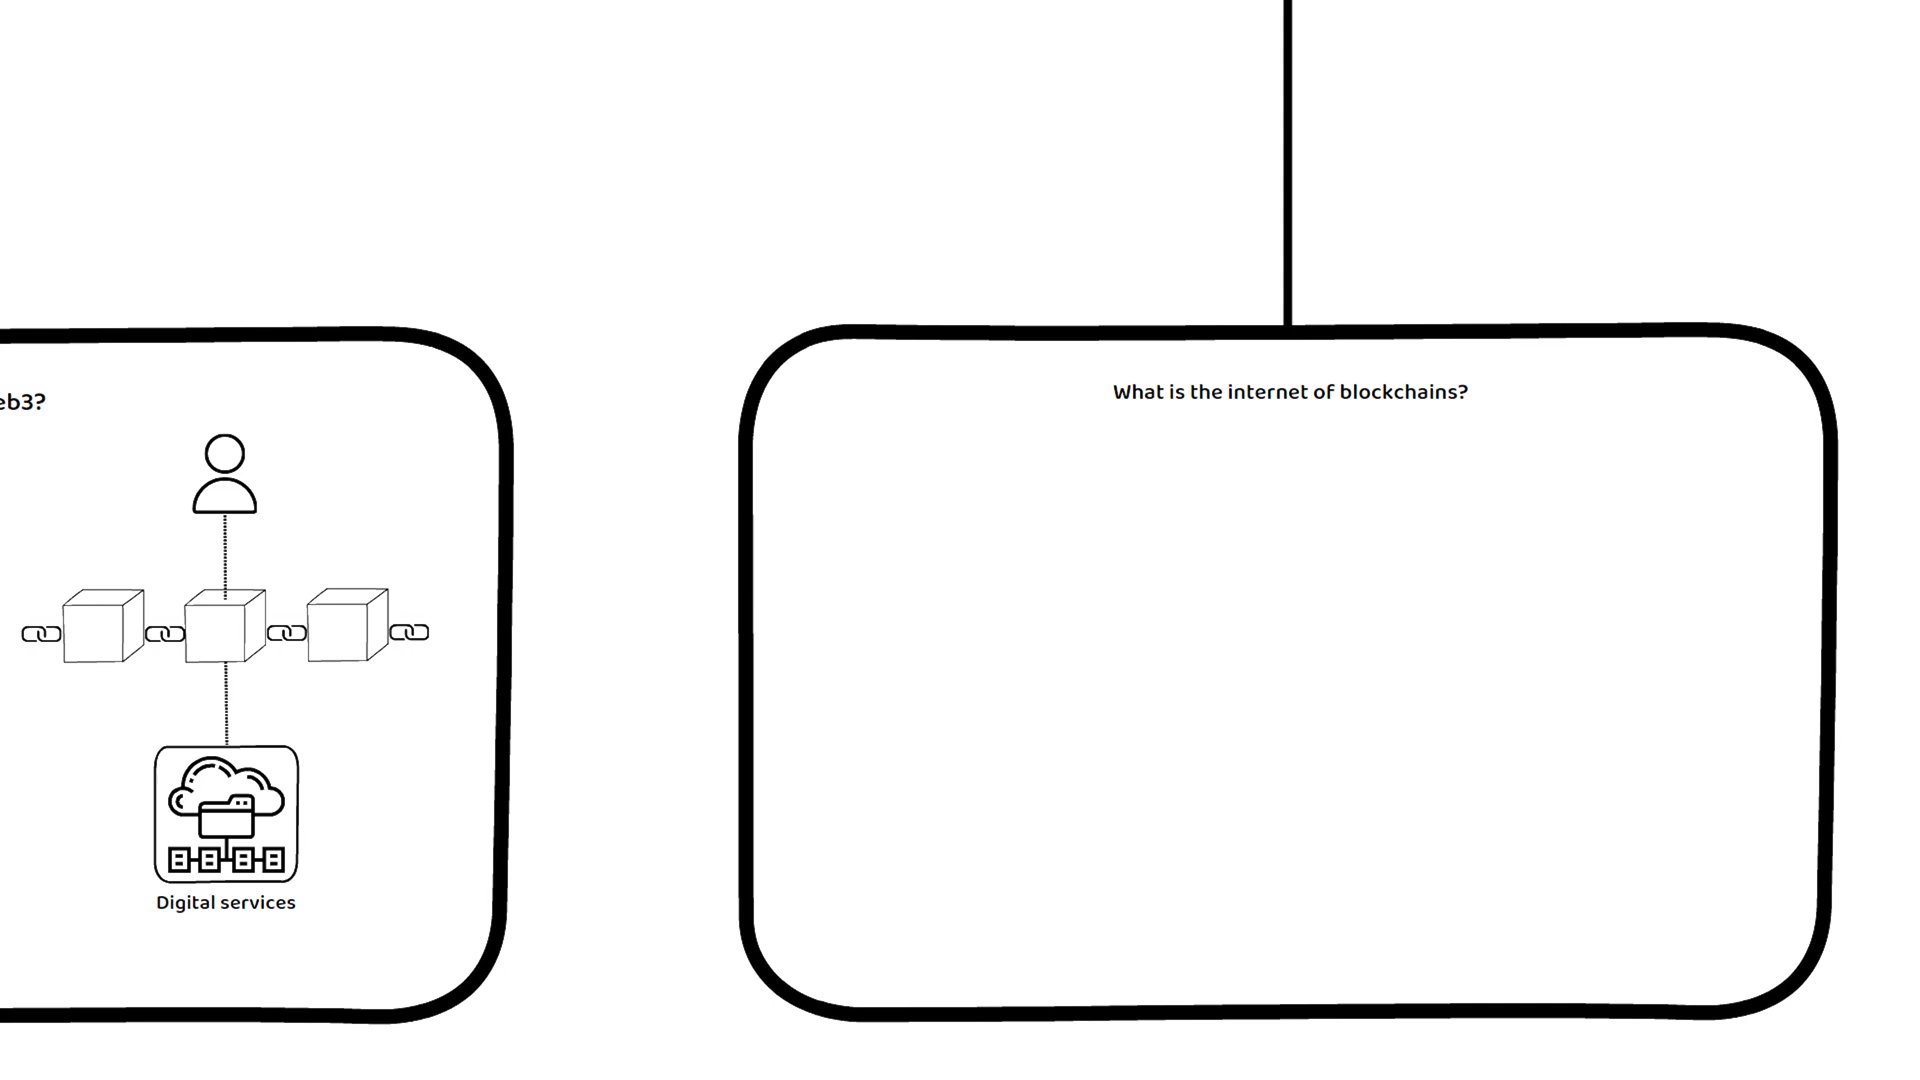 eb3?
Digital services
What is the internet of blockchains?